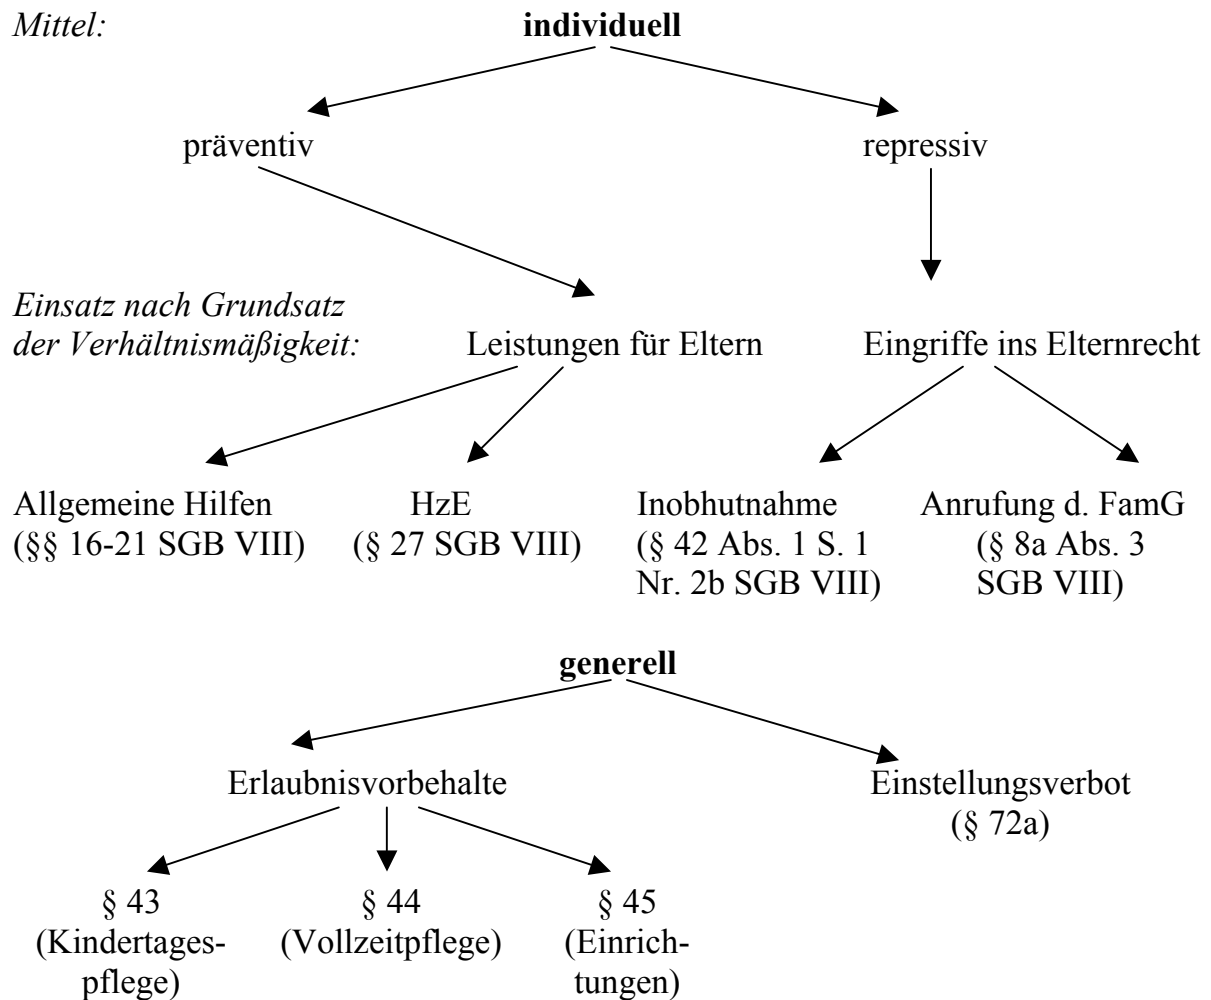 Mittel: individuell
präventiv repressiv
Einsatz nach Grundsatz
der Verhältnismäßigkeit: Leistungen für Eltern Eingriffe ins Elternrecht
Allgemeine Hilfen HzE Inobhutnahme Anrufung d. FamG
(§§ 16-21 SGB VIII) (§ 27 SGB VIII) (§ 42 Abs. 1 S. 1 (§ 8a Abs. 3
Nr. 2b SGB VIII) SGB VIII)
generell
Erlaubnisvorbehalte Einstellungsverbot
(§ 72a)
§ 43 § 44 § 45
(Kindertages- (Vollzeitpflege) (Einrich-
pflege) tungen)